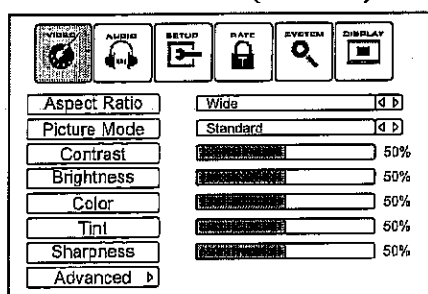 VIDEO AUDIO SETUP RATE SYSTEM DISPLAY
Aspect Ratio Wide
Picture Mode Standard
Contrast 50%
Brightness 50%
Color 50%
Tint 50%
Sharpness 50%
Advanced